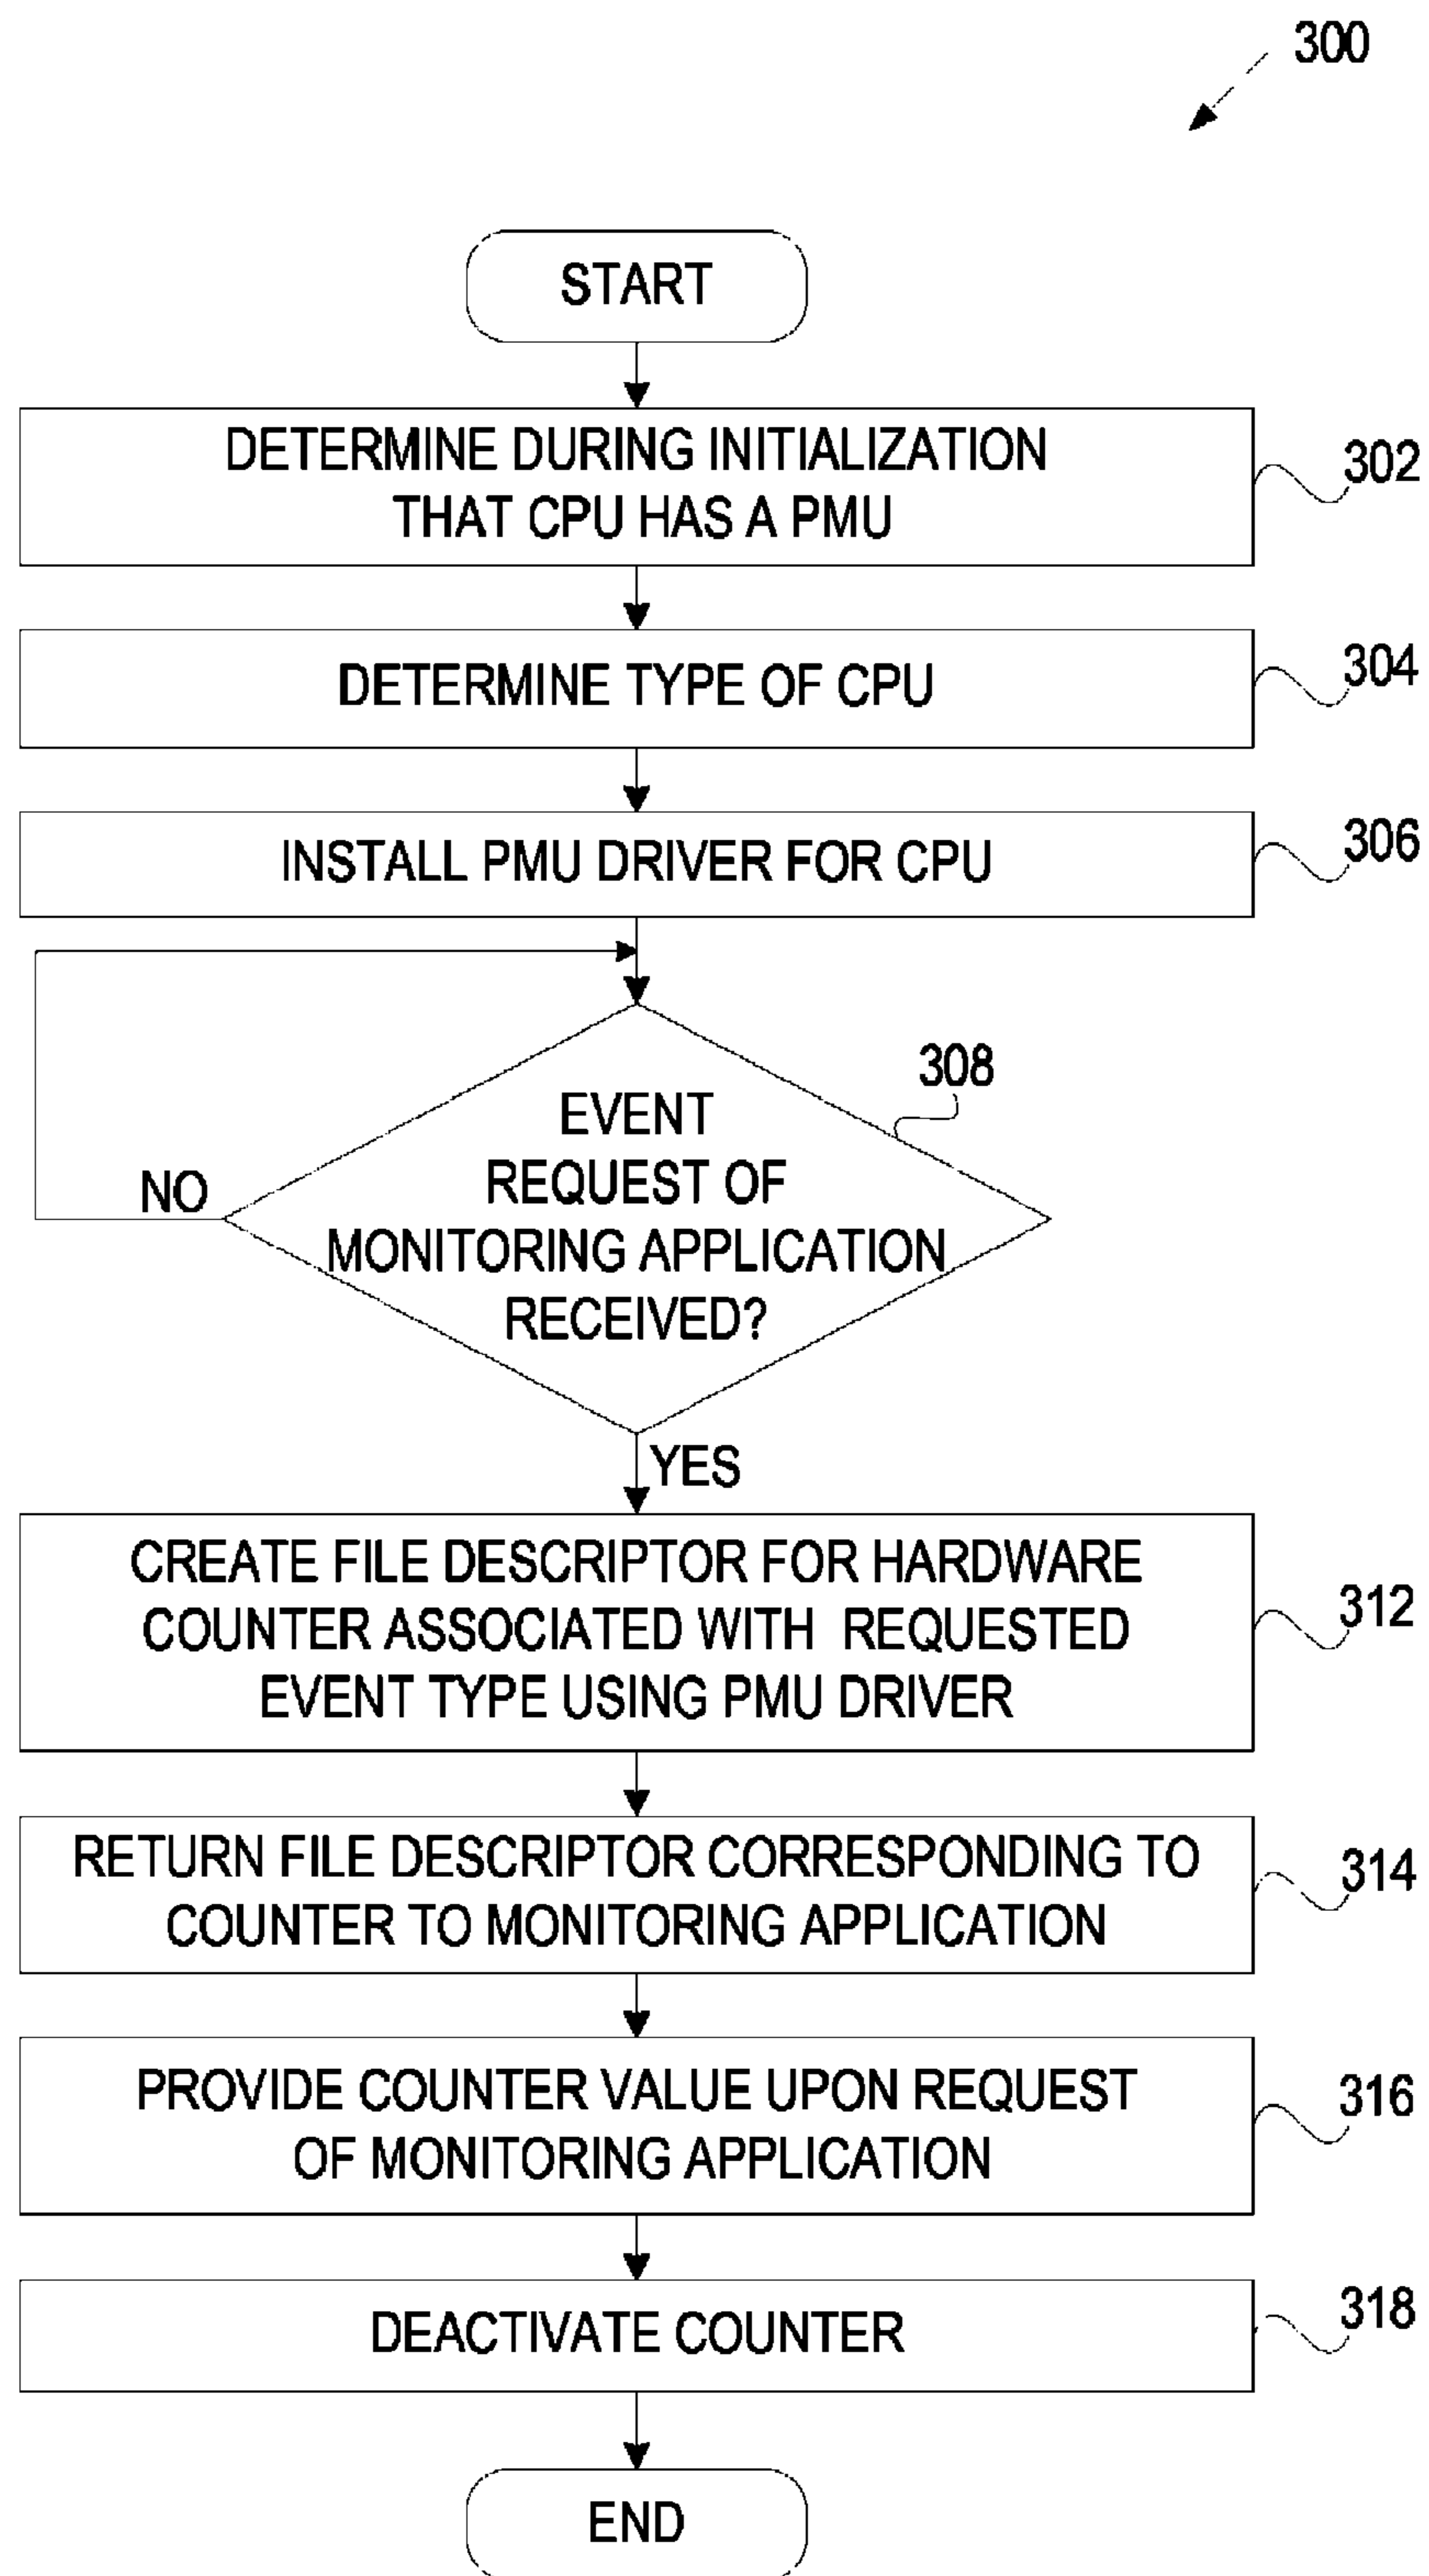 300
START
DETERMINE DURING INITIALIZATION
THAT CPU HAS A PMU
302
DETERMINE TYPE OF CPU
304
INSTALL PMU DRIVER FOR CPU
306
308
EVENT
REQUEST OF
MONITORING APPLICATION
RECEIVED?
NO
YES
CREATE FILE DESCRIPTOR FOR HARDWARE
COUNTER ASSOCIATED WITH REQUESTED
EVENT TYPE USING PMU DRIVER
312
RETURN FILE DESCRIPTOR CORRESPONDING TO
COUNTER TO MONITORING APPLICATION
314
PROVIDE COUNTER VALUE UPON REQUEST
OF MONITORING APPLICATION
316
DEACTIVATE COUNTER
318
END